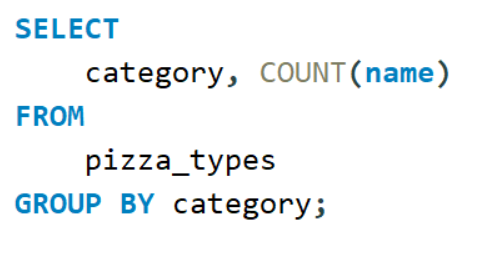 SELECT
    category, COUNT(name)
FROM
    pizza_types
GROUP BY category;